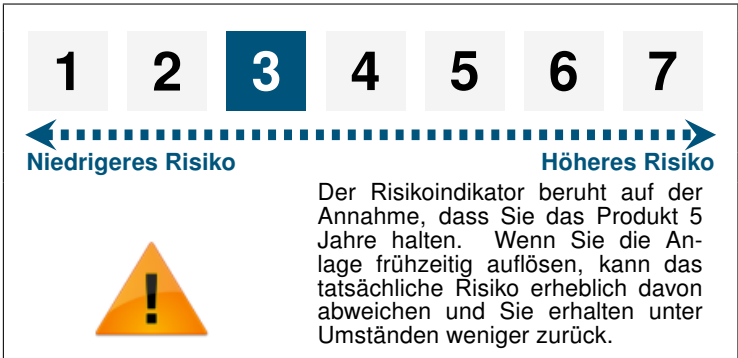 1 2 3 4 5 6 7
Niedrigeres Risiko Höheres Risiko
Der Risikoindikator beruht auf der
Annahme, dass Sie das Produkt 5
Jahre halten. Wenn Sie die An-
lage frühzeitig auflösen, kann das
tatsächliche Risiko erheblich davon
abweichen und Sie erhalten unter
Umständen weniger zurück.
!